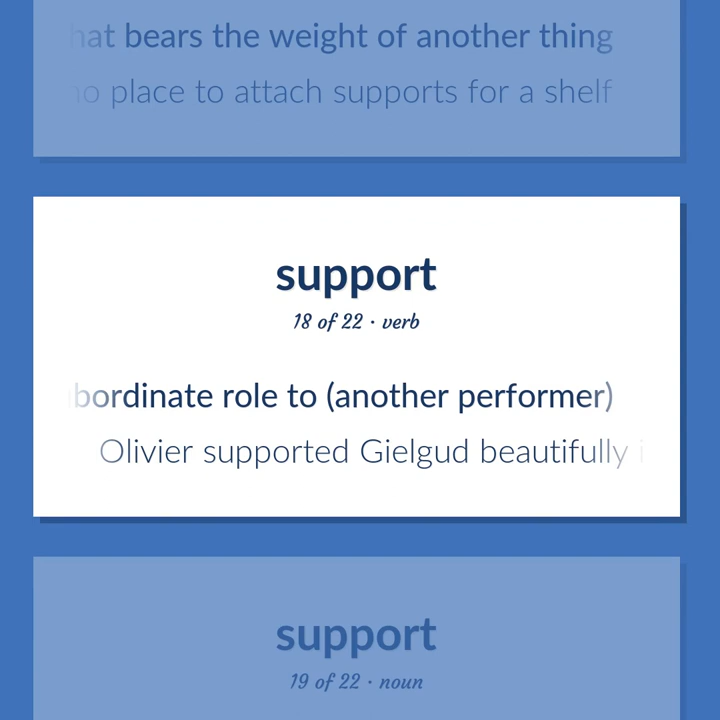 bears the weight of another thing
place to attach supports for a shelf
support
18 of 22 · verb
role to (another performer)
Olivier supported Gielgud beautifully
support
19 of 22 · noun